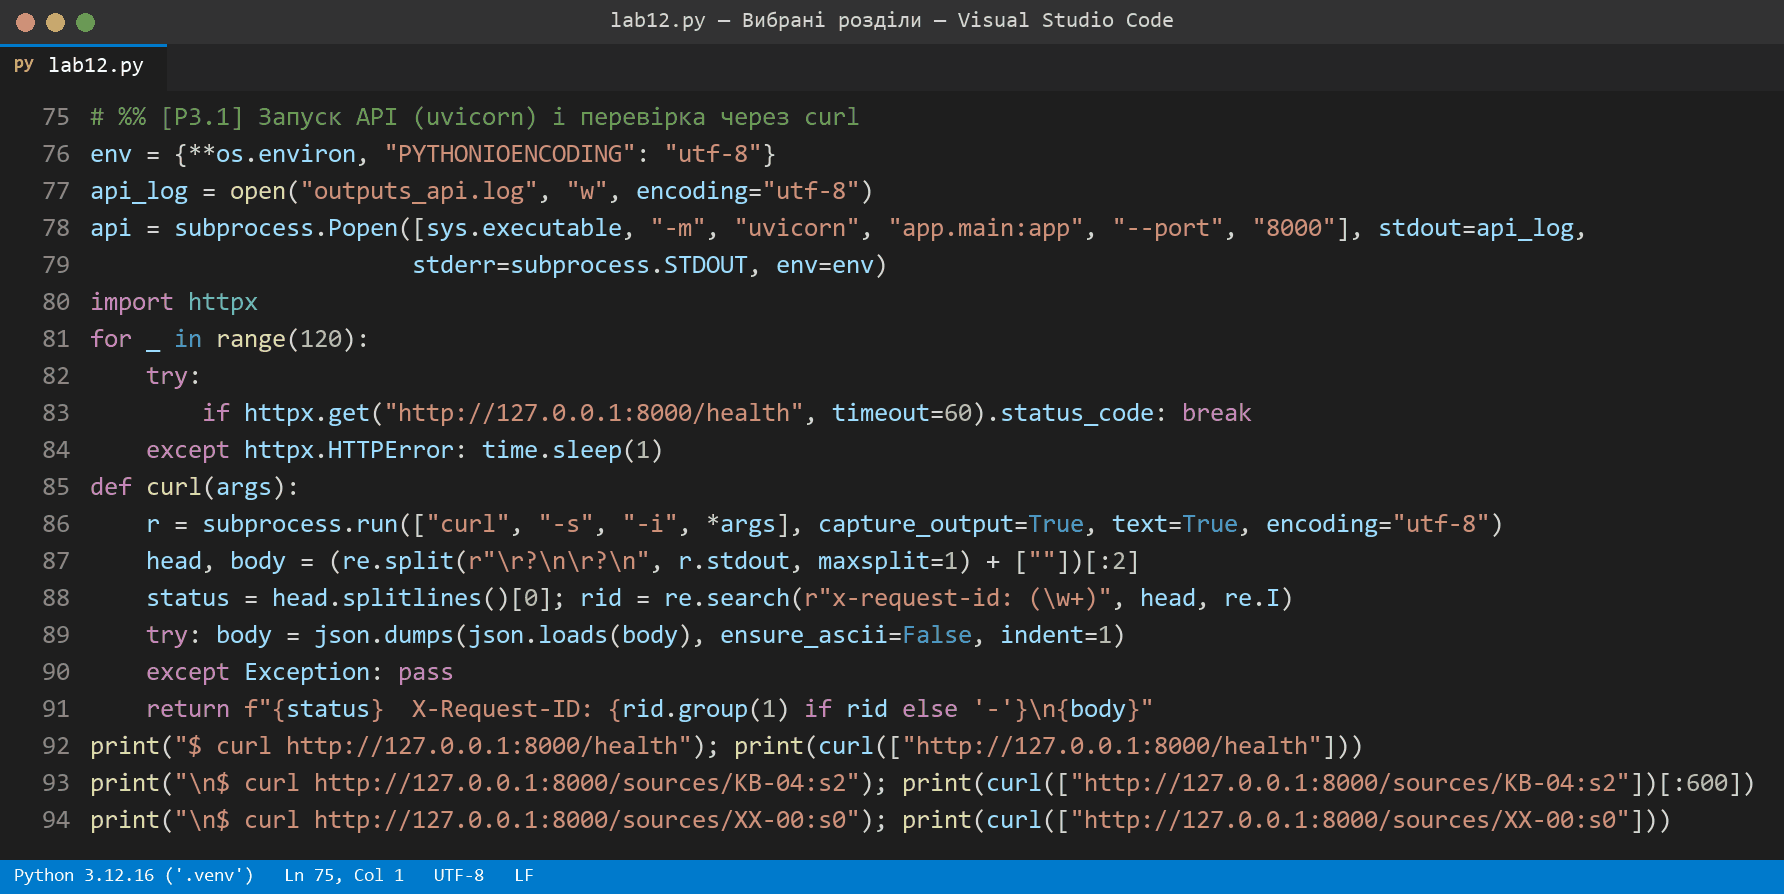 lab12.py — Вибрані розділи — Visual Studio Code
py lab12.py
75 # %% [P3.1] Запуск API (uvicorn) і перевірка через curl
76 env = {**os.environ, "PYTHONIOENCODING": "utf-8"}
77 api_log = open("outputs_api.log", "w", encoding="utf-8")
78 api = subprocess.Popen([sys.executable, "-m", "uvicorn", "app.main:app", "--port", "8000"], stdout=api_log,
79                        stderr=subprocess.STDOUT, env=env)
80 import httpx
81 for _ in range(120):
82     try:
83         if httpx.get("http://127.0.0.1:8000/health", timeout=60).status_code: break
84     except httpx.HTTPError: time.sleep(1)
85 def curl(args):
86     r = subprocess.run(["curl", "-s", "-i", *args], capture_output=True, text=True, encoding="utf-8")
87     head, body = (re.split(r"\r?\n\r?\n", r.stdout, maxsplit=1) + [""])[:2]
88     status = head.splitlines()[0]; rid = re.search(r"x-request-id: (\w+)", head, re.I)
89     try: body = json.dumps(json.loads(body), ensure_ascii=False, indent=1)
90     except Exception: pass
91     return f"{status}  X-Request-ID: {rid.group(1) if rid else '-'}\n{body}"
92 print("$ curl http://127.0.0.1:8000/health"); print(curl(["http://127.0.0.1:8000/health"]))
93 print("\n$ curl http://127.0.0.1:8000/sources/KB-04:s2"); print(curl(["http://127.0.0.1:8000/sources/KB-04:s2"])[:600])
94 print("\n$ curl http://127.0.0.1:8000/sources/XX-00:s0"); print(curl(["http://127.0.0.1:8000/sources/XX-00:s0"]))
Python 3.12.16 ('.venv')   Ln 75, Col 1   UTF-8   LF